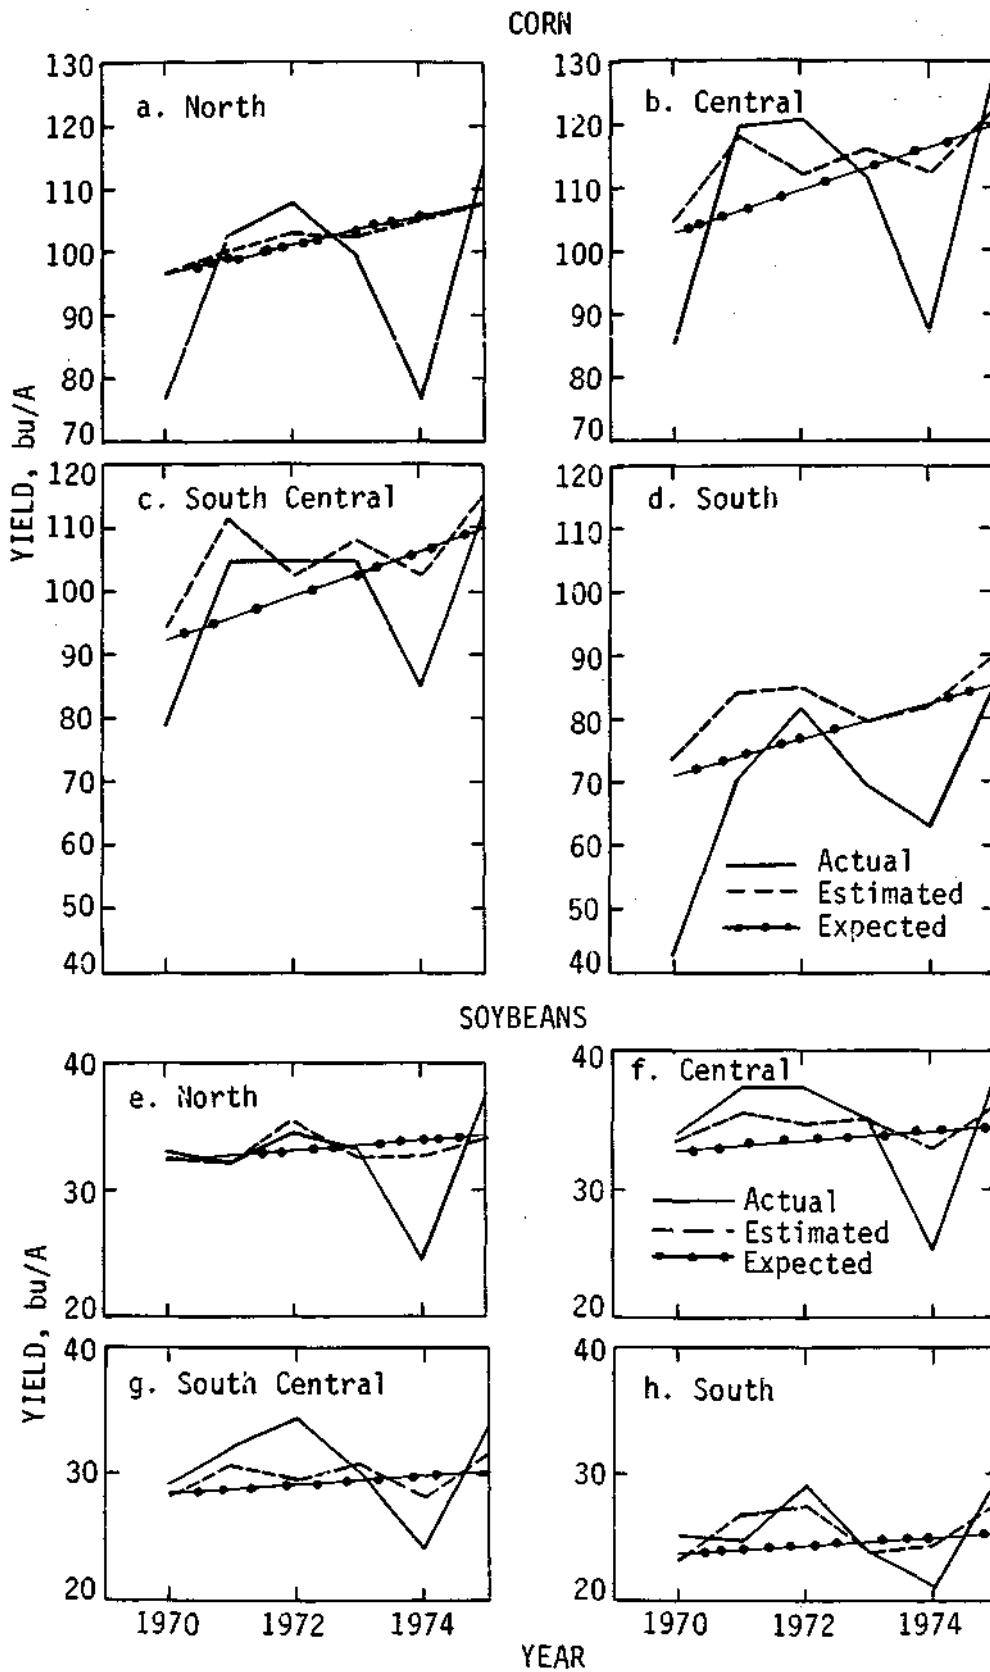 CORN
YIELD, bu/A
a. North
130
120
110
100
90
80
70
b. Central
130
120
110
100
90
80
70
c. South Central
120
110
100
90
80
70
60
50
40
d. South
120
110
100
90
80
70
60
50
40
Actual
Estimated
Expected
SOYBEANS
YIELD, bu/A
e. North
40
30
20
f. Central
40
30
20
Actual
Estimated
Expected
g. South Central
40
30
20
h. South
40
30
20
1970 1972 1974
1970 1972 1974
YEAR